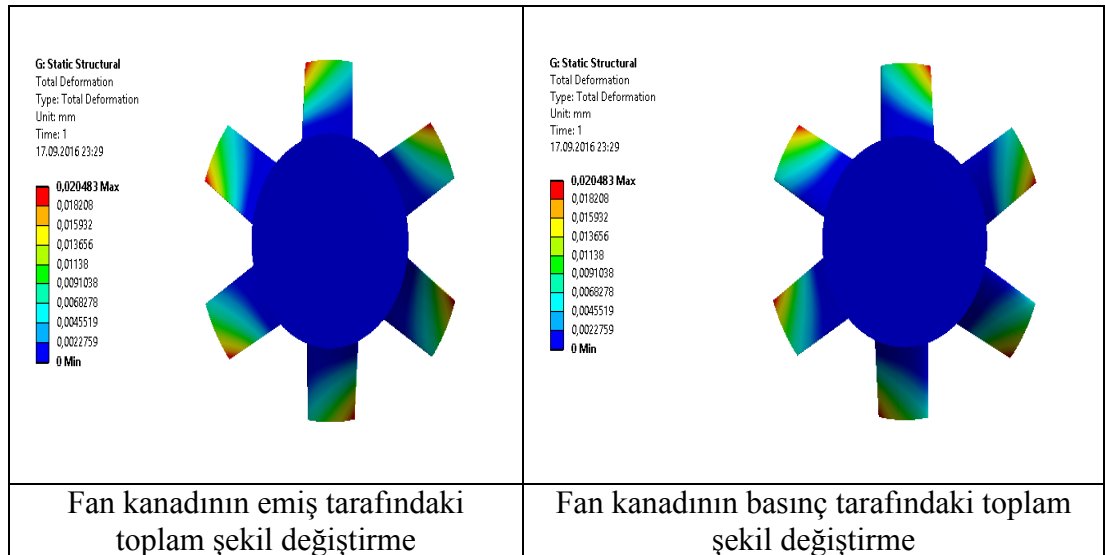 G: Static Structural
Total Deformation
Type: Total Deformation
Unit: mm
Time: 1
17.09.2016 23:29
0,020483 Max
0,018208
0,015932
0,013656
0,01138
0,0091038
0,0068278
0,0045519
0,0022759
0 Min
Fan kanadının emiş tarafındaki
toplam şekil değiştirme
G: Static Structural
Total Deformation
Type: Total Deformation
Unit: mm
Time: 1
17.09.2016 23:29
0,020483 Max
0,018208
0,015932
0,013656
0,01138
0,0091038
0,0068278
0,0045519
0,0022759
0 Min
Fan kanadının basınç tarafındaki toplam
şekil değiştirme